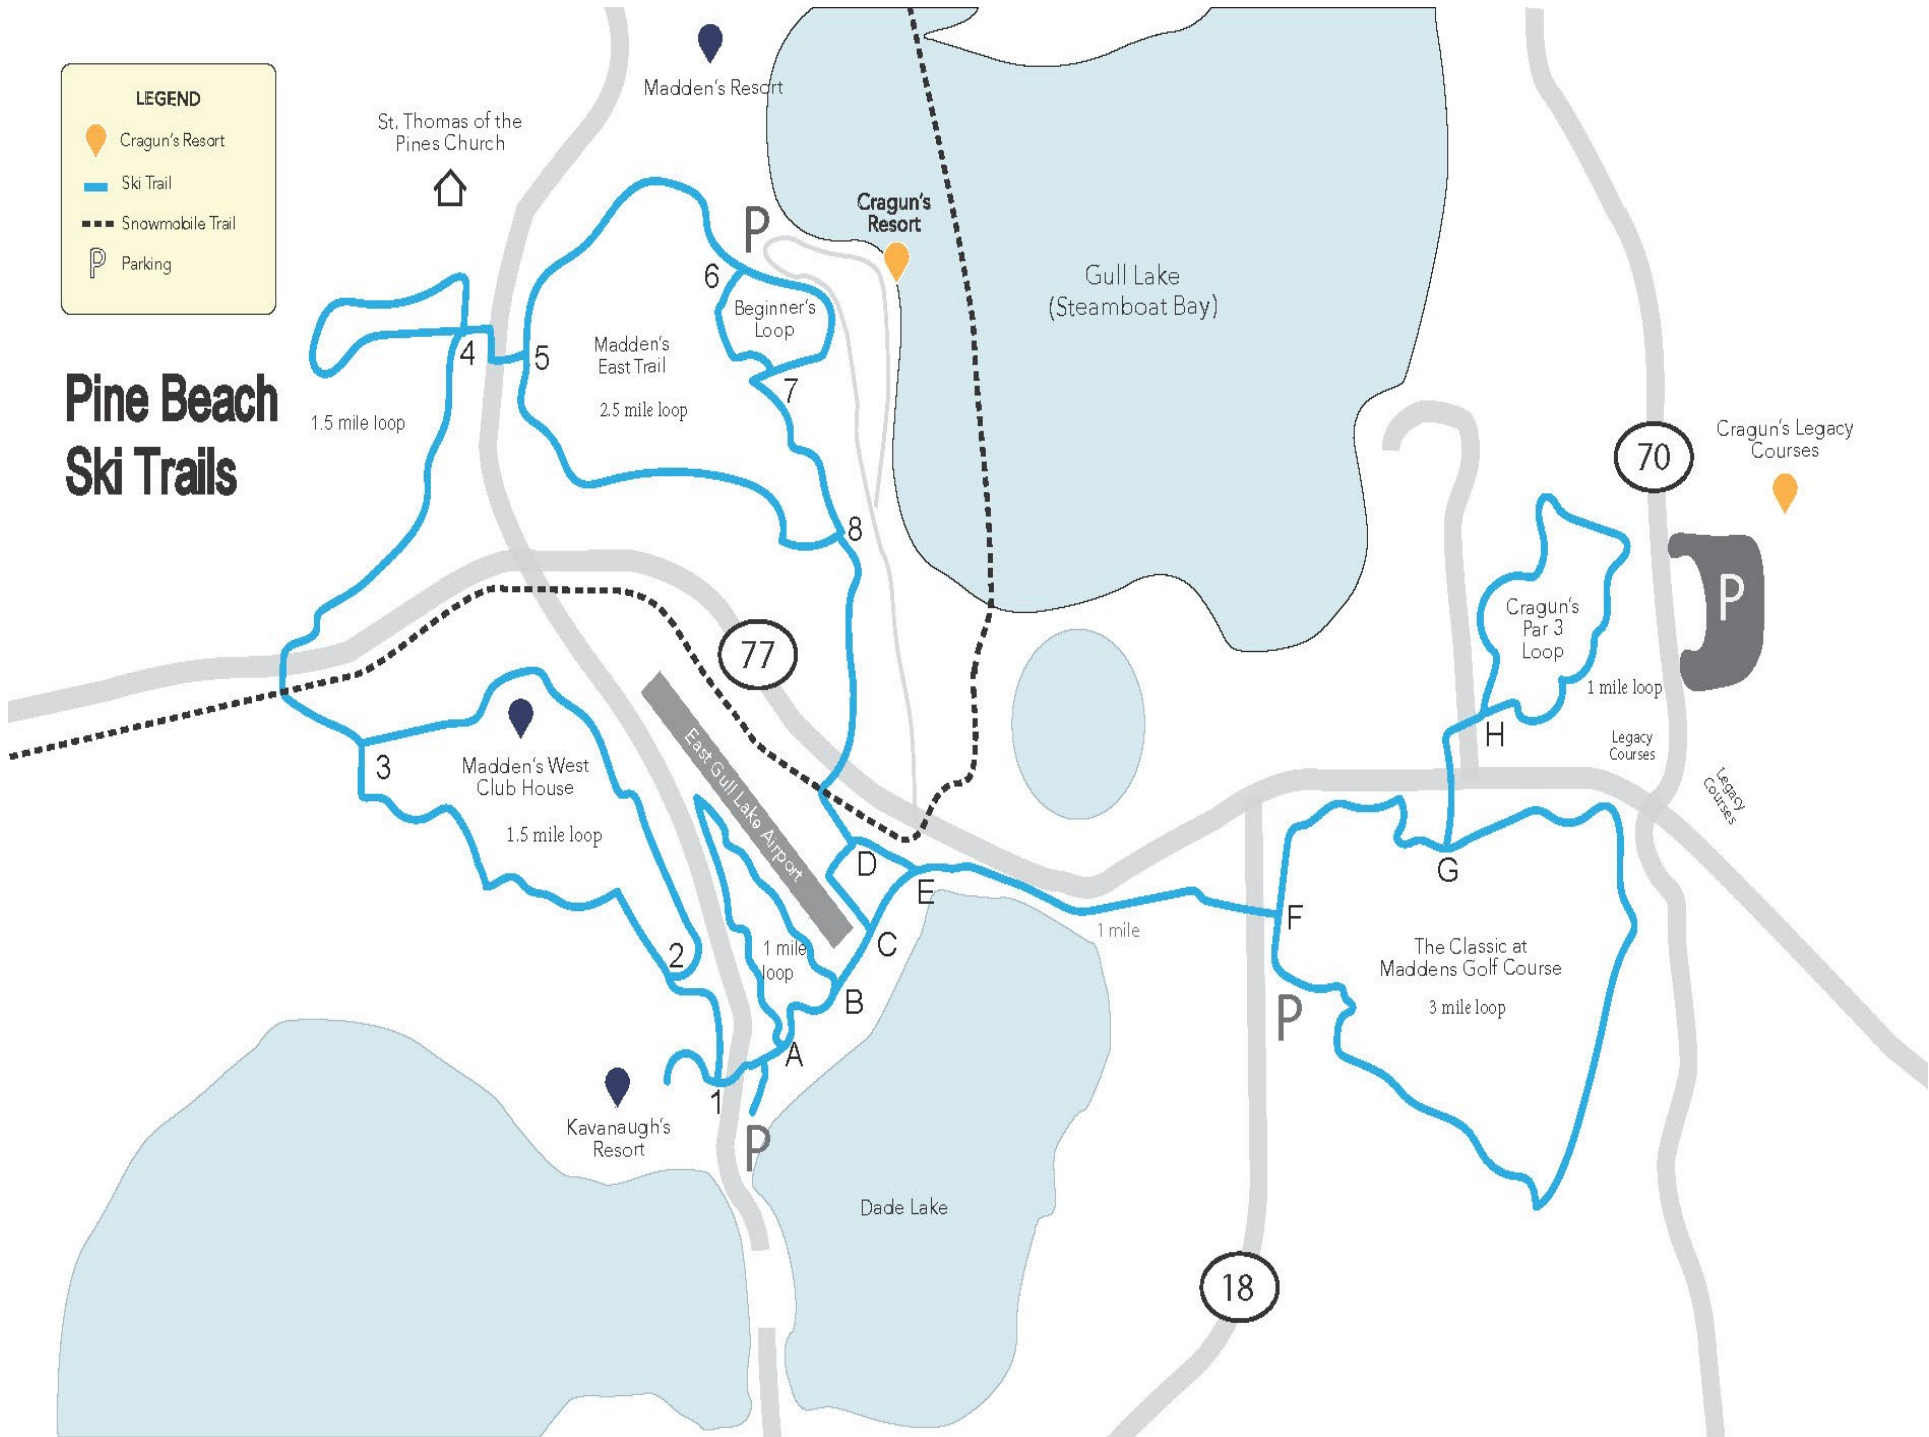 LEGEND
Cragun's Resort
Ski Trail
Snowmobile Trail
P Parking
Pine Beach
Ski Trails
Madden's Resort
St. Thomas of the
Pines Church
P
Cragun's
Resort
Gull Lake
(Steamboat Bay)
6
Beginner's
Loop
4
5
Madden's
East Trail
2.5 mile loop
7
1.5 mile loop
8
70
Cragun's Legacy
Courses
P
Cragun's
Par 3
Loop
1 mile loop
77
H
Legacy
Courses
Legacy
Courses
3
Madden's West
Club House
1.5 mile loop
East Gull Lake Airport
D
E
G
F
1 mile
C
2
1 mile
loop
B
The Classic at
Maddens Golf Course
3 mile loop
P
A
1
Kavanaugh's
Resort
P
Dade Lake
18